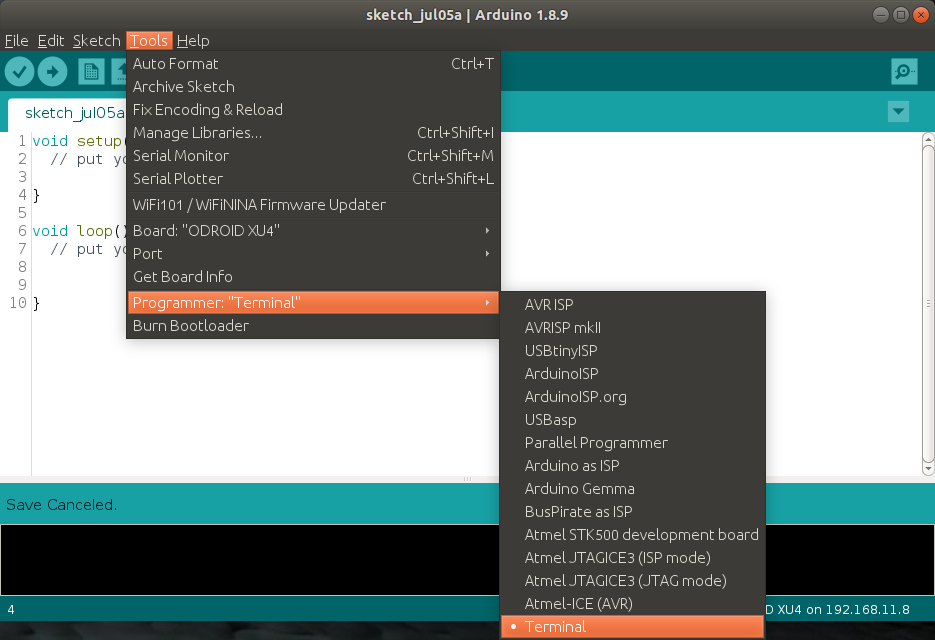 sketch_jul05a | Arduino 1.8.9
File Edit Sketch Tools Help
sketch_jul05a
1 void setup(
2 // put yo
3
4 }
5
6 void loop()
7 // put yo
8
9
10 }
Auto Format Ctrl+T
Archive Sketch
Fix Encoding & Reload
Manage Libraries... Ctrl+Shift+I
Serial Monitor Ctrl+Shift+M
Serial Plotter Ctrl+Shift+L
WiFi101 / WiFiNINA Firmware Updater
Board: "ODROID XU4"
Port
Get Board Info
Programmer: "Terminal"
Burn Bootloader
AVR ISP
AVRISP mkII
USBtinyISP
ArduinoISP
ArduinoISP.org
USBasp
Parallel Programmer
Arduino as ISP
Arduino Gemma
BusPirate as ISP
Atmel STK500 development board
Atmel JTAGICE3 (ISP mode)
Atmel JTAGICE3 (JTAG mode)
Atmel-ICE (AVR)
Terminal
Save Canceled.
4 D XU4 on 192.168.11.8